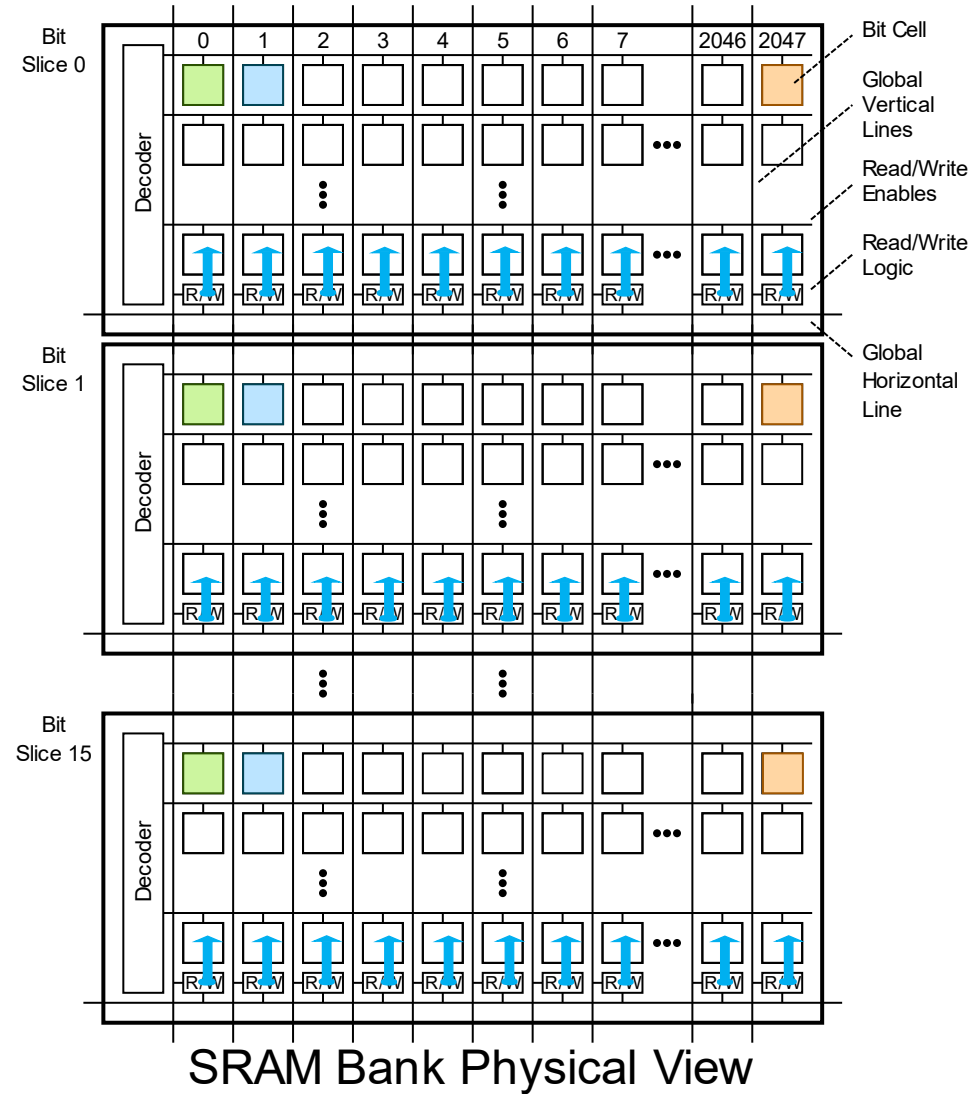 Bit
Slice 0
0 1 2 3 4 5 6 7 2046 2047
Decoder
R/W R/W R/W R/W R/W R/W R/W R/W R/W R/W
Bit Cell
Global
Vertical
Lines
Read/Write
Enables
Read/Write
Logic
Global
Horizontal
Line
Bit
Slice 1
Decoder
R/W R/W R/W R/W R/W R/W R/W R/W R/W R/W
Bit
Slice 15
Decoder
R/W R/W R/W R/W R/W R/W R/W R/W R/W R/W
SRAM Bank Physical View